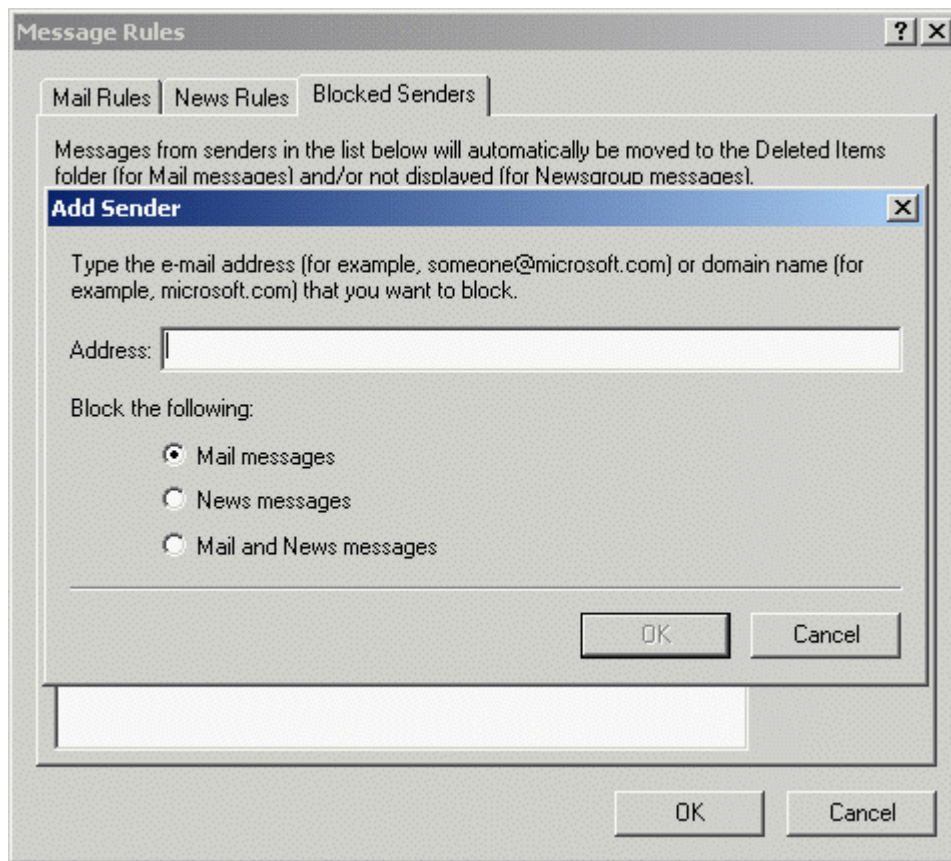 Message Rules
Mail Rules News Rules Blocked Senders
Messages from senders in the list below will automatically be moved to the Deleted Items
folder (for Mail messages) and/or not displayed (for Newsgroup messages).
Add Sender
Type the e-mail address (for example, someone@microsoft.com) or domain name (for
example, microsoft.com) that you want to block.
Address:
Block the following:
Mail messages
News messages
Mail and News messages
OK Cancel
OK Cancel